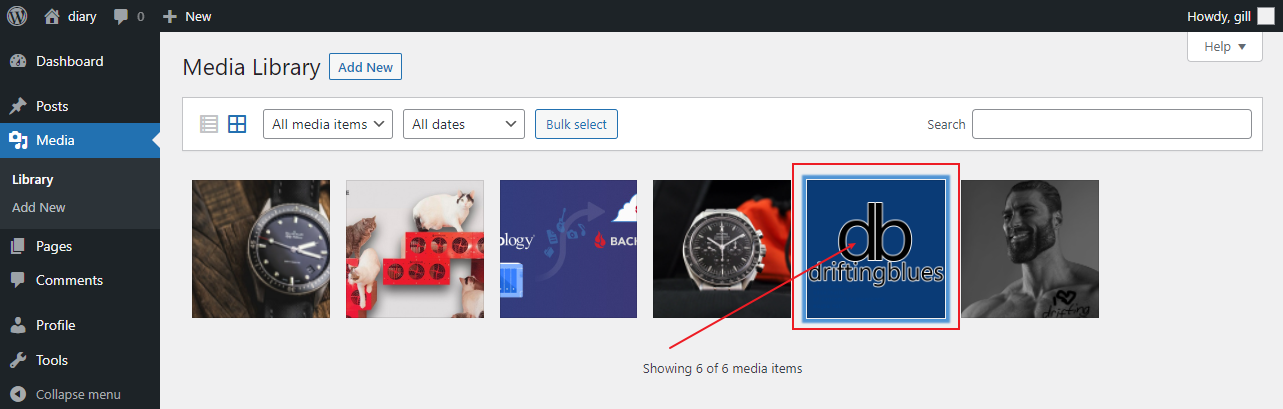 diary 0 New Howdy, gill
Help
Dashboard
Posts
Media
Library
Add New
Pages
Comments
Profile
Tools
Collapse menu
Media Library Add New
All media items All dates Bulk select Search
ology
BACK
db
driftingblues
drifting
Showing 6 of 6 media items